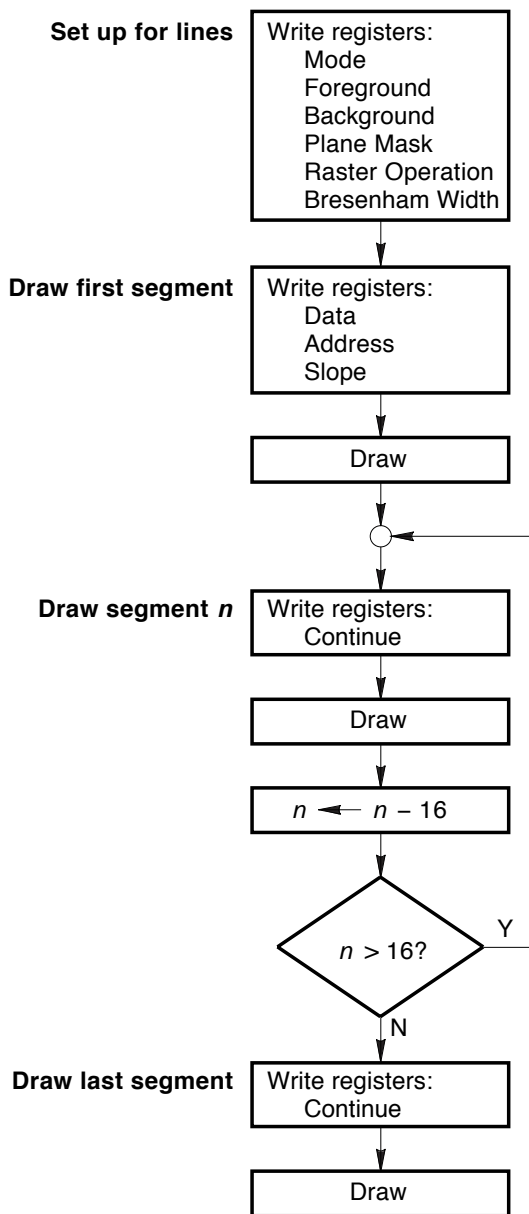 Set up for lines
Write registers:
Mode
Foreground
Background
Plane Mask
Raster Operation
Bresenham Width
Draw first segment
Write registers:
Data
Address
Slope
Draw
Draw segment n
Write registers:
Continue
Draw
n ← n − 16
n > 16?
Y
N
Draw last segment
Write registers:
Continue
Draw